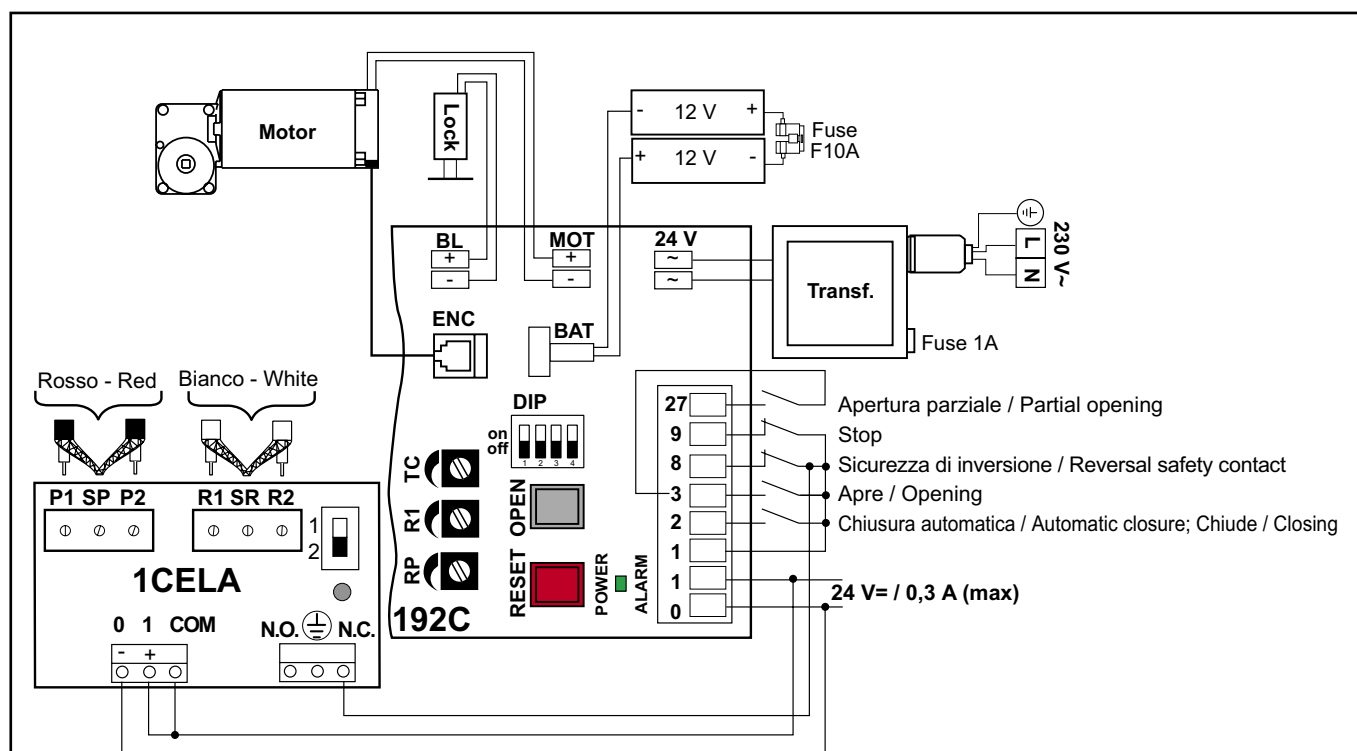 Motor
Lock
- 12 V +
+ 12 V -
Fuse
F10A
BL
+
-
MOT
+
-
24 V
~
~
Transf.
L
N
230 V~
Fuse 1A
ENC
BAT
Rosso - Red
Bianco - White
DIP
on
off
1 2 3 4
TC
R1
RP
OPEN
RESET
POWER
ALARM
192C
27 Apertura parziale / Partial opening
9 Stop
8 Sicurezza di inversione / Reversal safety contact
3 Apre / Opening
2 Chiusura automatica / Automatic closure; Chiude / Closing
1
1
0
24 V= / 0,3 A (max)
P1 SP P2
R1 SR R2
1
2
1CELA
0 1 COM
- +
N.O. N.C.